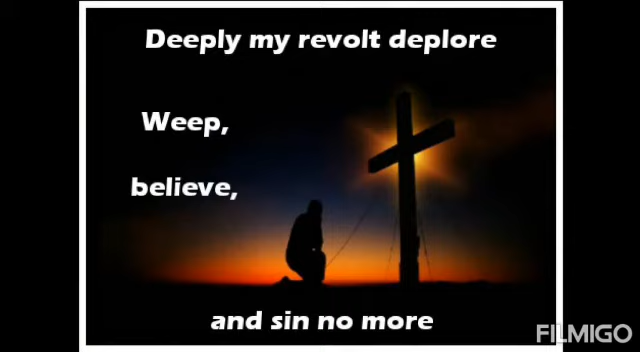 Deeply my revolt deplore
Weep,
believe,
and sin no more
FILMIGO